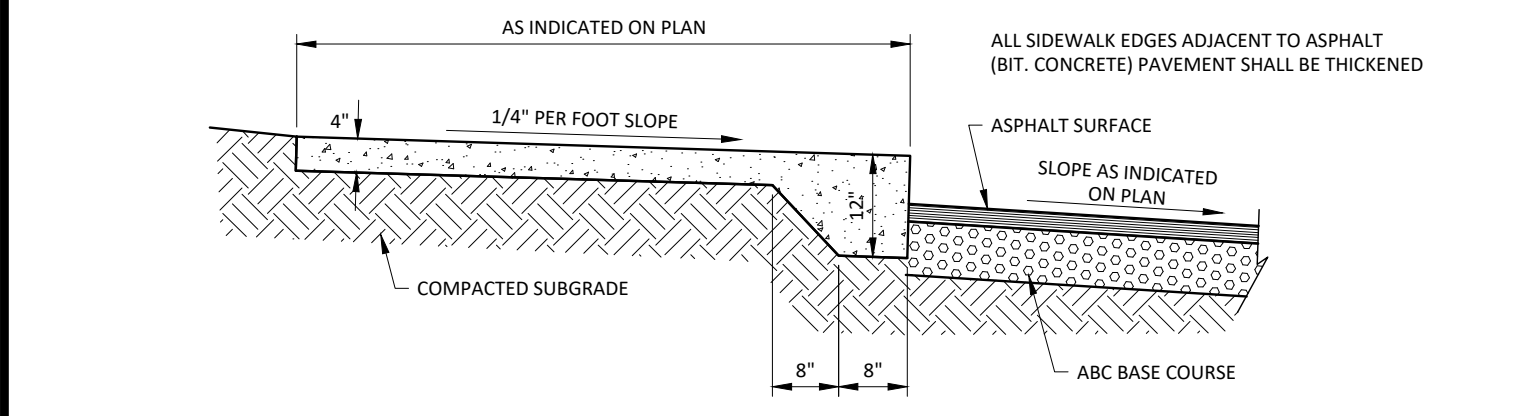 AS INDICATED ON PLAN
ALL SIDEWALK EDGES ADJACENT TO ASPHALT
(BIT. CONCRETE) PAVEMENT SHALL BE THICKENED
4"
1/4" PER FOOT SLOPE
ASPHALT SURFACE
SLOPE AS INDICATED
ON PLAN
12"
COMPACTED SUBGRADE
8"
8"
ABC BASE COURSE